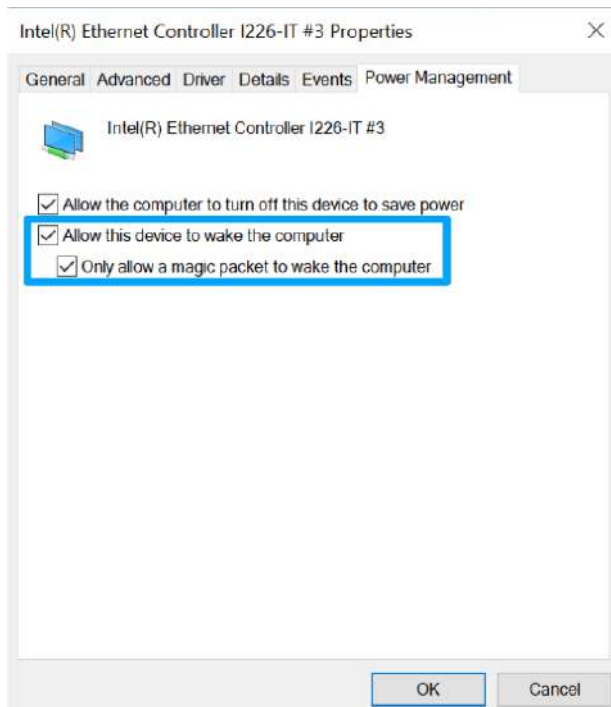 Intel(R) Ethernet Controller I226-IT #3 Properties
General Advanced Driver Details Events Power Management
Intel(R) Ethernet Controller I226-IT #3
Allow the computer to turn off this device to save power
Allow this device to wake the computer
Only allow a magic packet to wake the computer
OK Cancel